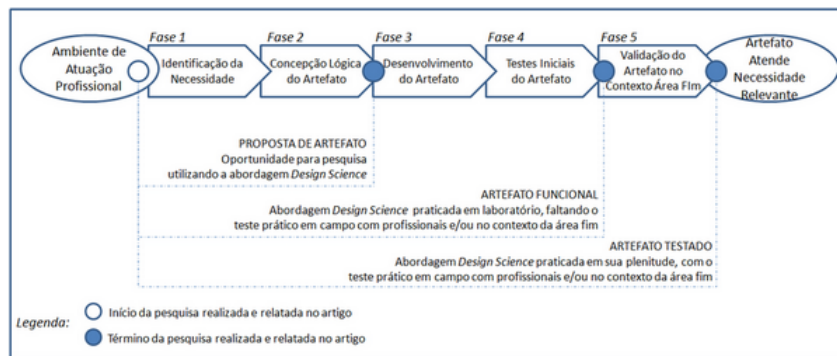 Fase 1
Fase 2
Fase 3
Fase 4
Fase 5
Ambiente de
Atuação
Profissional
Identificação da
Necessidade
Concepção Lógica
do Artefato
Desenvolvimento
do Artefato
Testes Iniciais
do Artefato
Validação do
Artefato no
Contexto Área FIm
Artefato
Atende
Necessidade
Relevante
PROPOSTA DE ARTEFATO
Oportunidade para pesquisa
utilizando a abordagem Design Science
ARTEFATO FUNCIONAL
Abordagem Design Science praticada em laboratório, faltando o
teste prático em campo com profissionais e/ou no contexto da área fim
ARTEFATO TESTADO
Abordagem Design Science praticada em sua plenitude, com o
teste prático em campo com profissionais e/ou no contexto da área fim
Legenda:
Início da pesquisa realizada e relatada no artigo
Término da pesquisa realizada e relatada no artigo